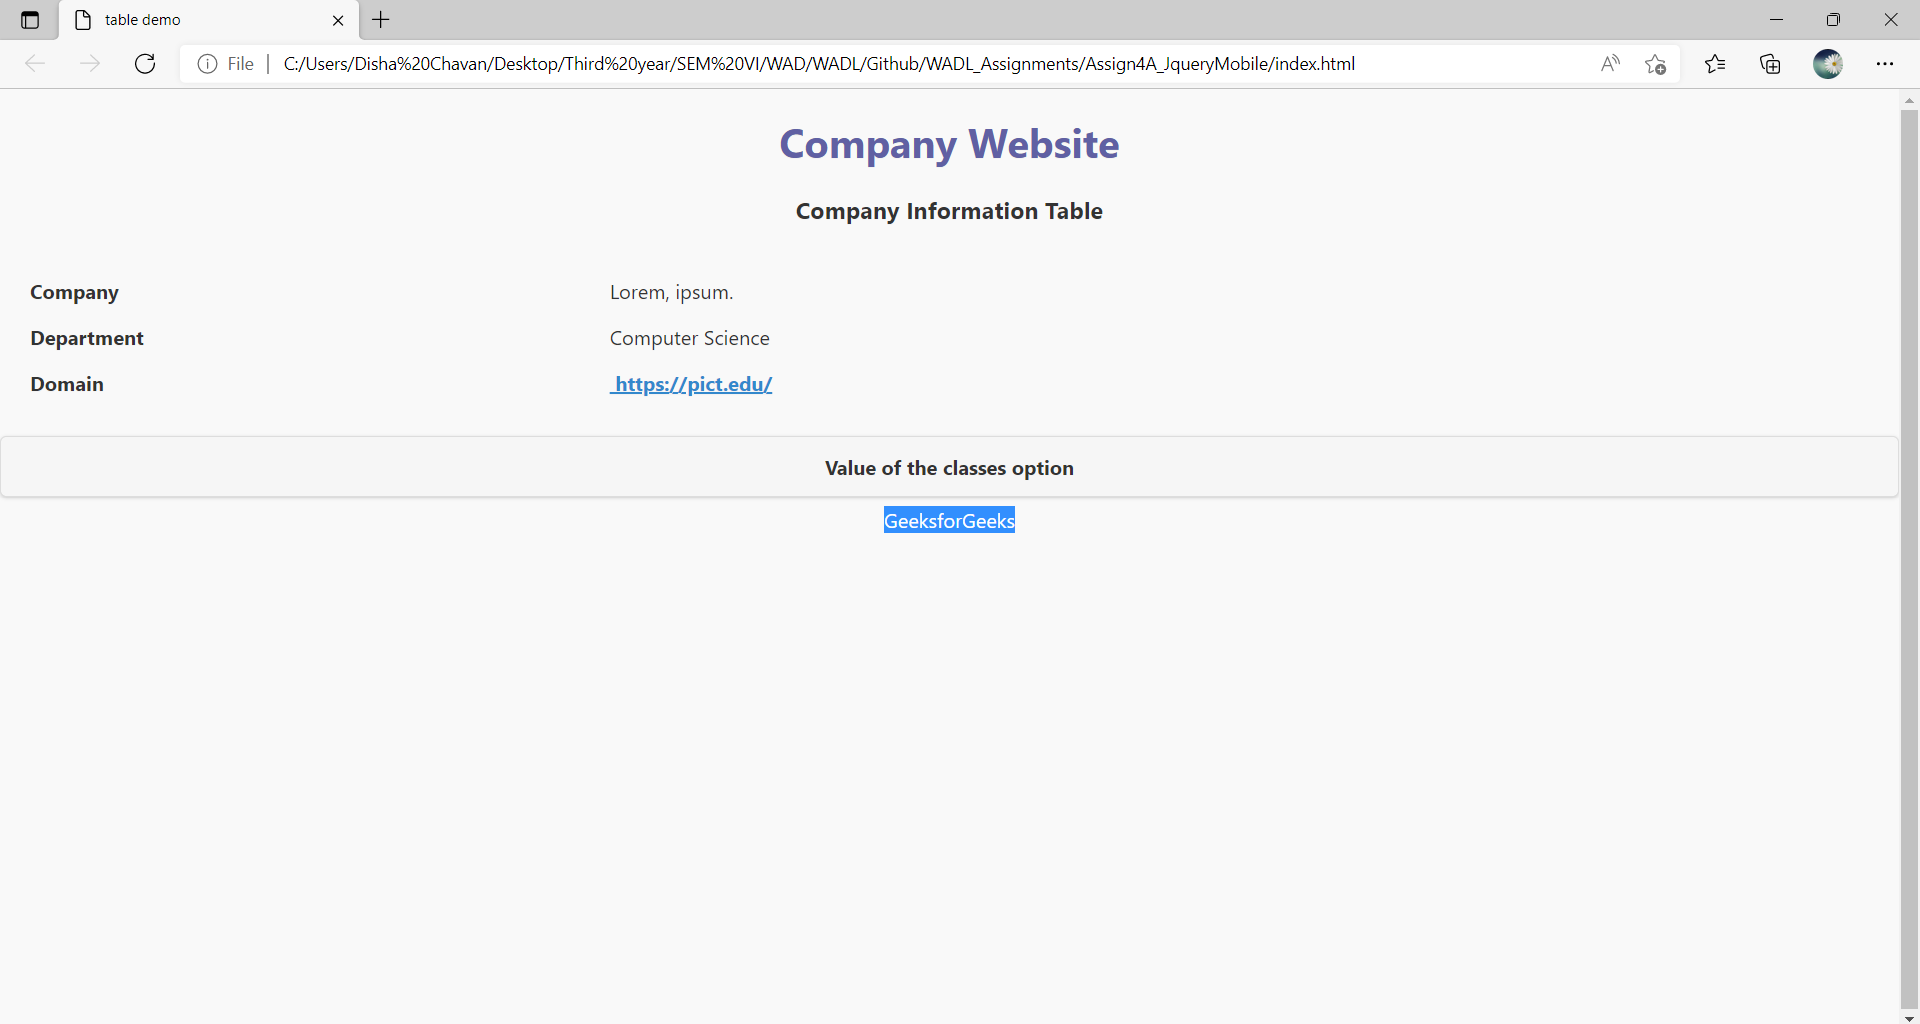 table demo
File | C:/Users/Disha%20Chavan/Desktop/Third%20year/SEM%20VI/WAD/WADL/Github/WADL_Assignments/Assign4A_JqueryMobile/index.html
Company Website
Company Information Table
Company Lorem, ipsum.
Department Computer Science
Domain https://pict.edu/
Value of the classes option
GeeksforGeeks